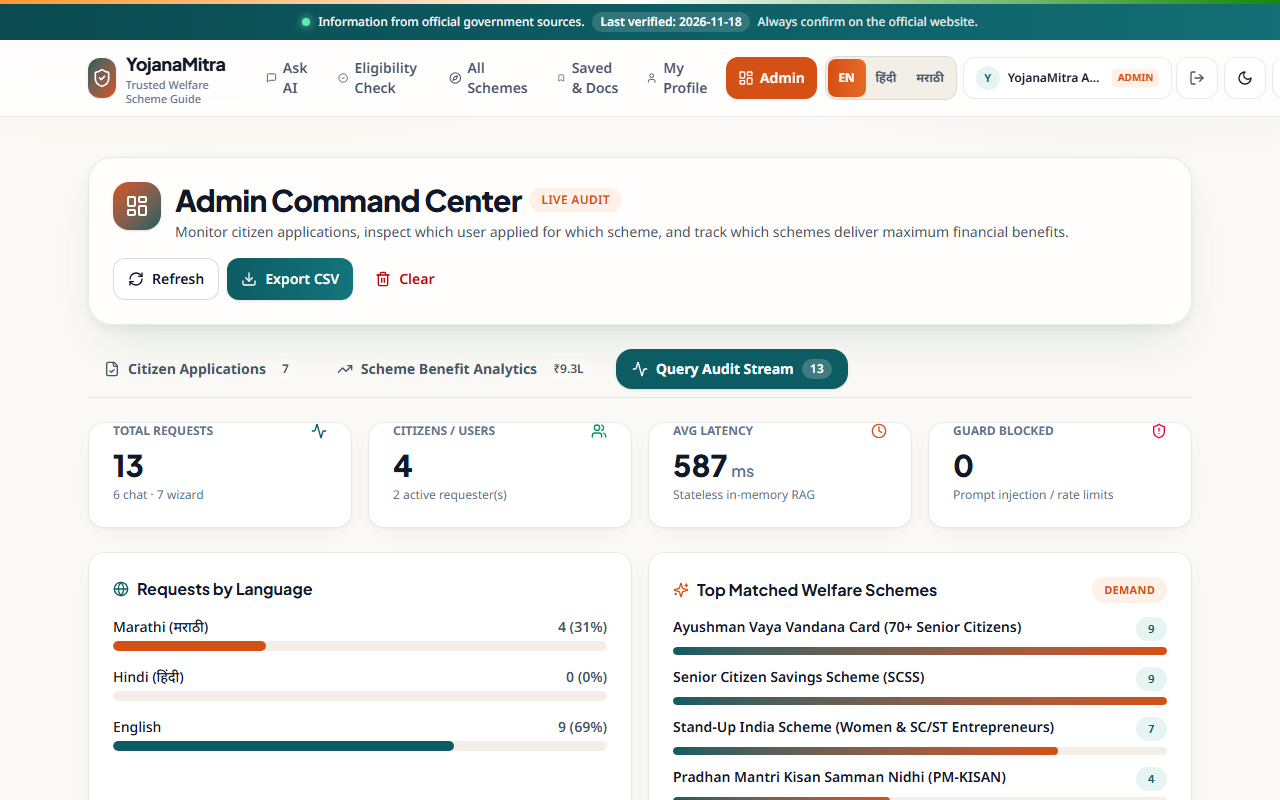 Information from official government sources. Last verified: 2026-11-18 Always confirm on the official website.
YojanaMitra
Trusted Welfare
Scheme Guide
Ask
AI
Eligibility
Check
All
Schemes
Saved
& Docs
My
Profile
Admin
EN हिंदी मराठी
Y YojanaMitra A... ADMIN
Admin Command Center LIVE AUDIT
Monitor citizen applications, inspect which user applied for which scheme, and track which schemes deliver maximum financial benefits.
Refresh Export CSV Clear
Citizen Applications 7 Scheme Benefit Analytics ₹9.3L Query Audit Stream 13
TOTAL REQUESTS
13
6 chat · 7 wizard
CITIZENS / USERS
4
2 active requester(s)
AVG LATENCY
587 ms
Stateless in-memory RAG
GUARD BLOCKED
0
Prompt injection / rate limits
Requests by Language
Marathi (मराठी) 4 (31%)
Hindi (हिंदी) 0 (0%)
English 9 (69%)
Top Matched Welfare Schemes DEMAND
Ayushman Vaya Vandana Card (70+ Senior Citizens) 9
Senior Citizen Savings Scheme (SCSS) 9
Stand-Up India Scheme (Women & SC/ST Entrepreneurs) 7
Pradhan Mantri Kisan Samman Nidhi (PM-KISAN) 4